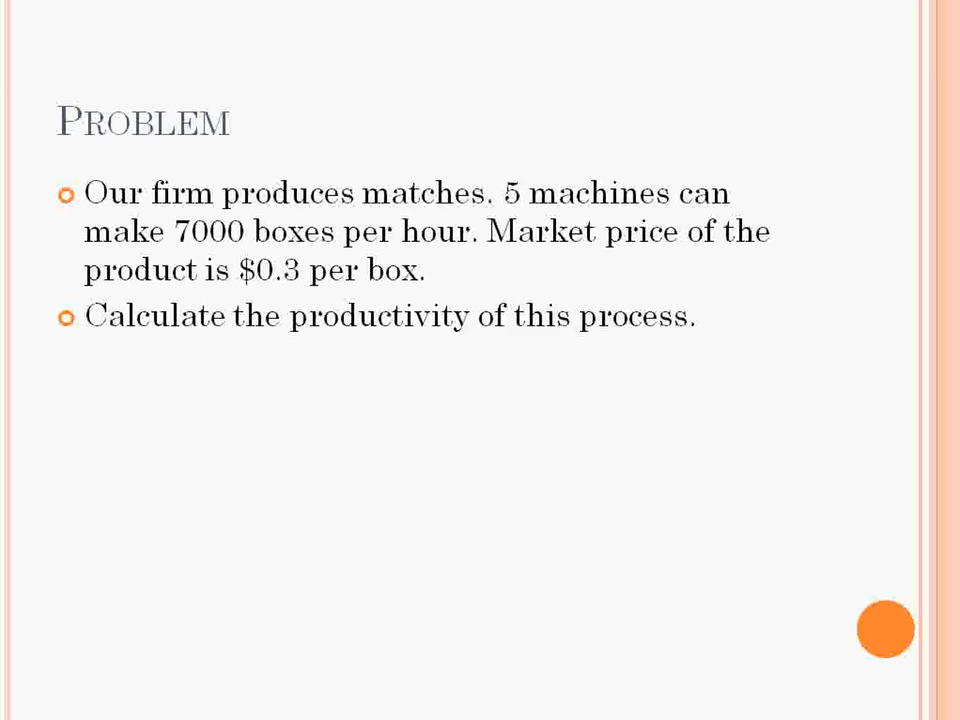 PROBLEM
Our firm produces matches. 5 machines can
make 7000 boxes per hour. Market price of the
product is $0.3 per box.
Calculate the productivity of this process.